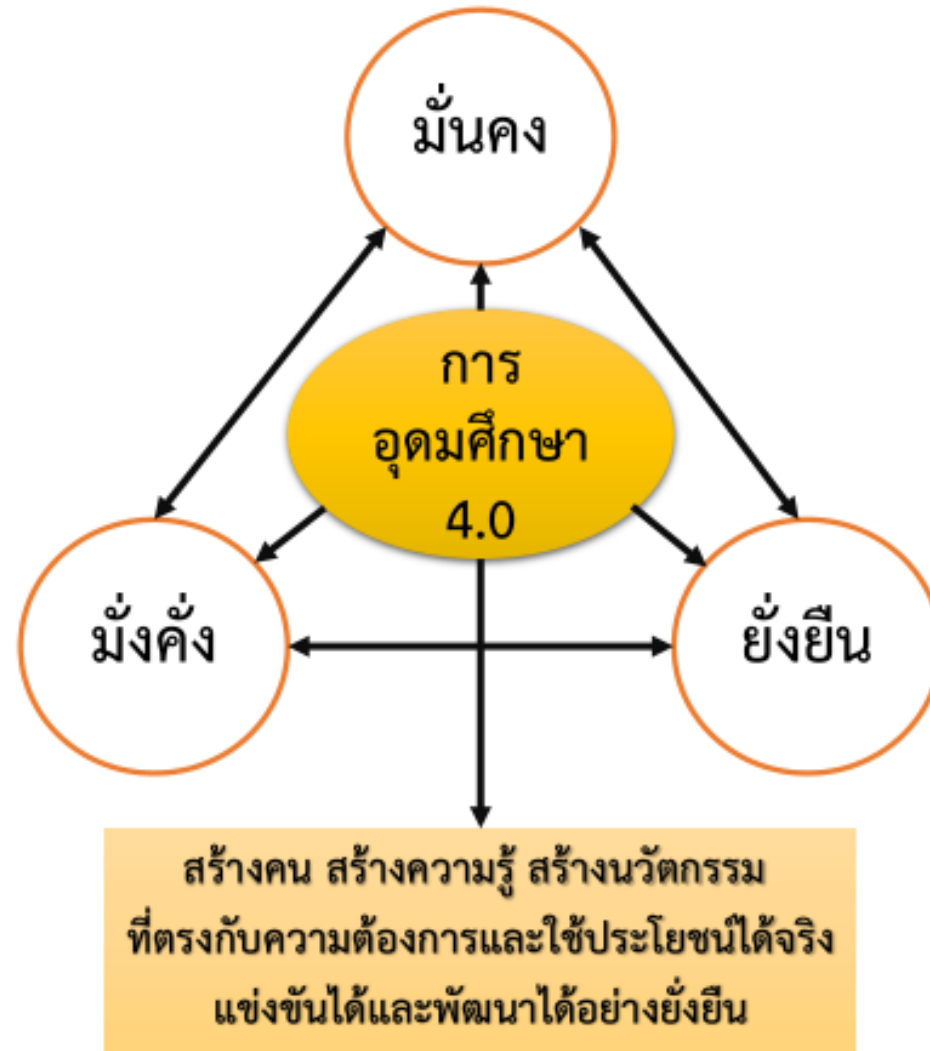 มั่นคง
การ
อุดมศึกษา
4.0
มั่งคั่ง
ยั่งยืน
สร้างคน สร้างความรู้ สร้างนวัตกรรม
ที่ตรงกับความต้องการและใช้ประโยชน์ได้จริง
แข่งขันได้และพัฒนาได้อย่างยั่งยืน